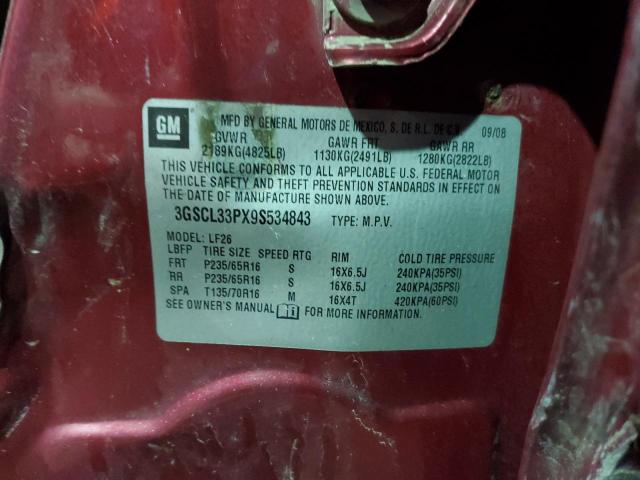 GM
MFD BY GENERAL MOTORS DE MEXICO, S. DE R.L. DE C.V. 09/08
GVWR GAWR FRT GAWR RR
2189KG(4825LB) 1130KG(2491LB) 1280KG(2822LB)
THIS VEHICLE CONFORMS TO ALL APPLICABLE U.S. FEDERAL MOTOR
VEHICLE SAFETY AND THEFT PREVENTION STANDARDS IN EFFECT ON
THE DATE OF MANUFACTURE SHOWN ABOVE.
3GSCL33PX9S534843 TYPE: M.P.V.
MODEL: LF26
LBFP TIRE SIZE SPEED RTG RIM COLD TIRE PRESSURE
FRT P235/65R16 S 16X6.5J 240KPA(35PSI)
RR P235/65R16 S 16X6.5J 240KPA(35PSI)
SPA T135/70R16 M 16X4T 420KPA(60PSI)
SEE OWNER'S MANUAL FOR MORE INFORMATION.